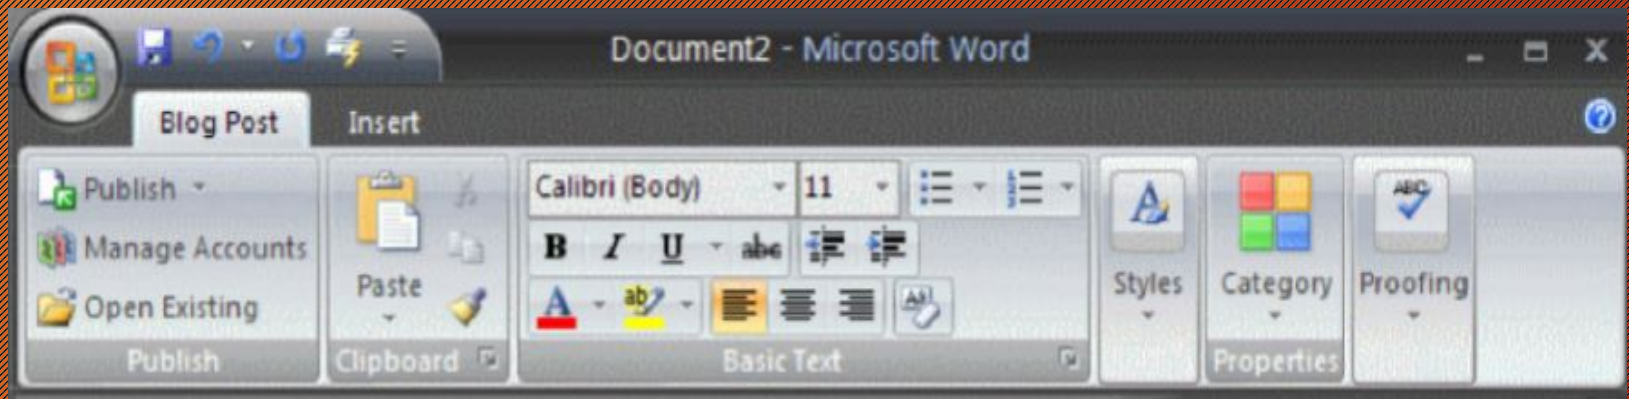 Document2 - Microsoft Word
Blog Post Insert
Publish
Manage Accounts
Open Existing
Publish
Paste
Clipboard
Calibri (Body) 11
B I U abc
A ab
Basic Text
Styles
Category
Properties
ABC
Proofing